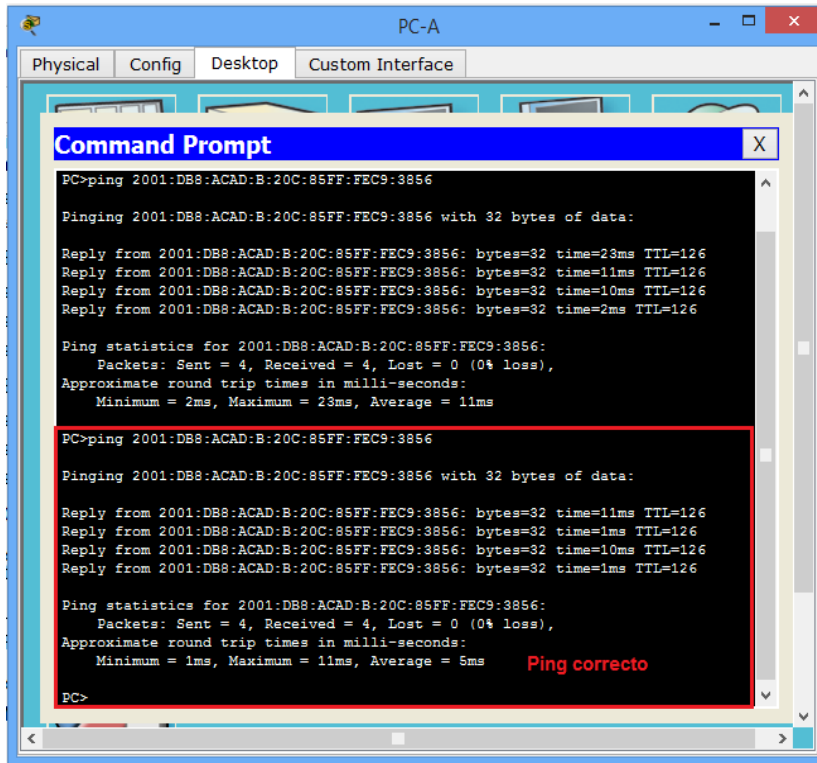 PC-A
Physical Config Desktop Custom Interface
Command Prompt X
PC>ping 2001:DB8:ACAD:B:20C:85FF:FEC9:3856
Pinging 2001:DB8:ACAD:B:20C:85FF:FEC9:3856 with 32 bytes of data:
Reply from 2001:DB8:ACAD:B:20C:85FF:FEC9:3856: bytes=32 time=23ms TTL=126
Reply from 2001:DB8:ACAD:B:20C:85FF:FEC9:3856: bytes=32 time=11ms TTL=126
Reply from 2001:DB8:ACAD:B:20C:85FF:FEC9:3856: bytes=32 time=10ms TTL=126
Reply from 2001:DB8:ACAD:B:20C:85FF:FEC9:3856: bytes=32 time=2ms TTL=126
Ping statistics for 2001:DB8:ACAD:B:20C:85FF:FEC9:3856:
Packets: Sent = 4, Received = 4, Lost = 0 (0% loss),
Approximate round trip times in milli-seconds:
Minimum = 2ms, Maximum = 23ms, Average = 11ms
PC>ping 2001:DB8:ACAD:B:20C:85FF:FEC9:3856
Pinging 2001:DB8:ACAD:B:20C:85FF:FEC9:3856 with 32 bytes of data:
Reply from 2001:DB8:ACAD:B:20C:85FF:FEC9:3856: bytes=32 time=11ms TTL=126
Reply from 2001:DB8:ACAD:B:20C:85FF:FEC9:3856: bytes=32 time=1ms TTL=126
Reply from 2001:DB8:ACAD:B:20C:85FF:FEC9:3856: bytes=32 time=10ms TTL=126
Reply from 2001:DB8:ACAD:B:20C:85FF:FEC9:3856: bytes=32 time=1ms TTL=126
Ping statistics for 2001:DB8:ACAD:B:20C:85FF:FEC9:3856:
Packets: Sent = 4, Received = 4, Lost = 0 (0% loss),
Approximate round trip times in milli-seconds:
Minimum = 1ms, Maximum = 11ms, Average = 5ms Ping correcto
PC>